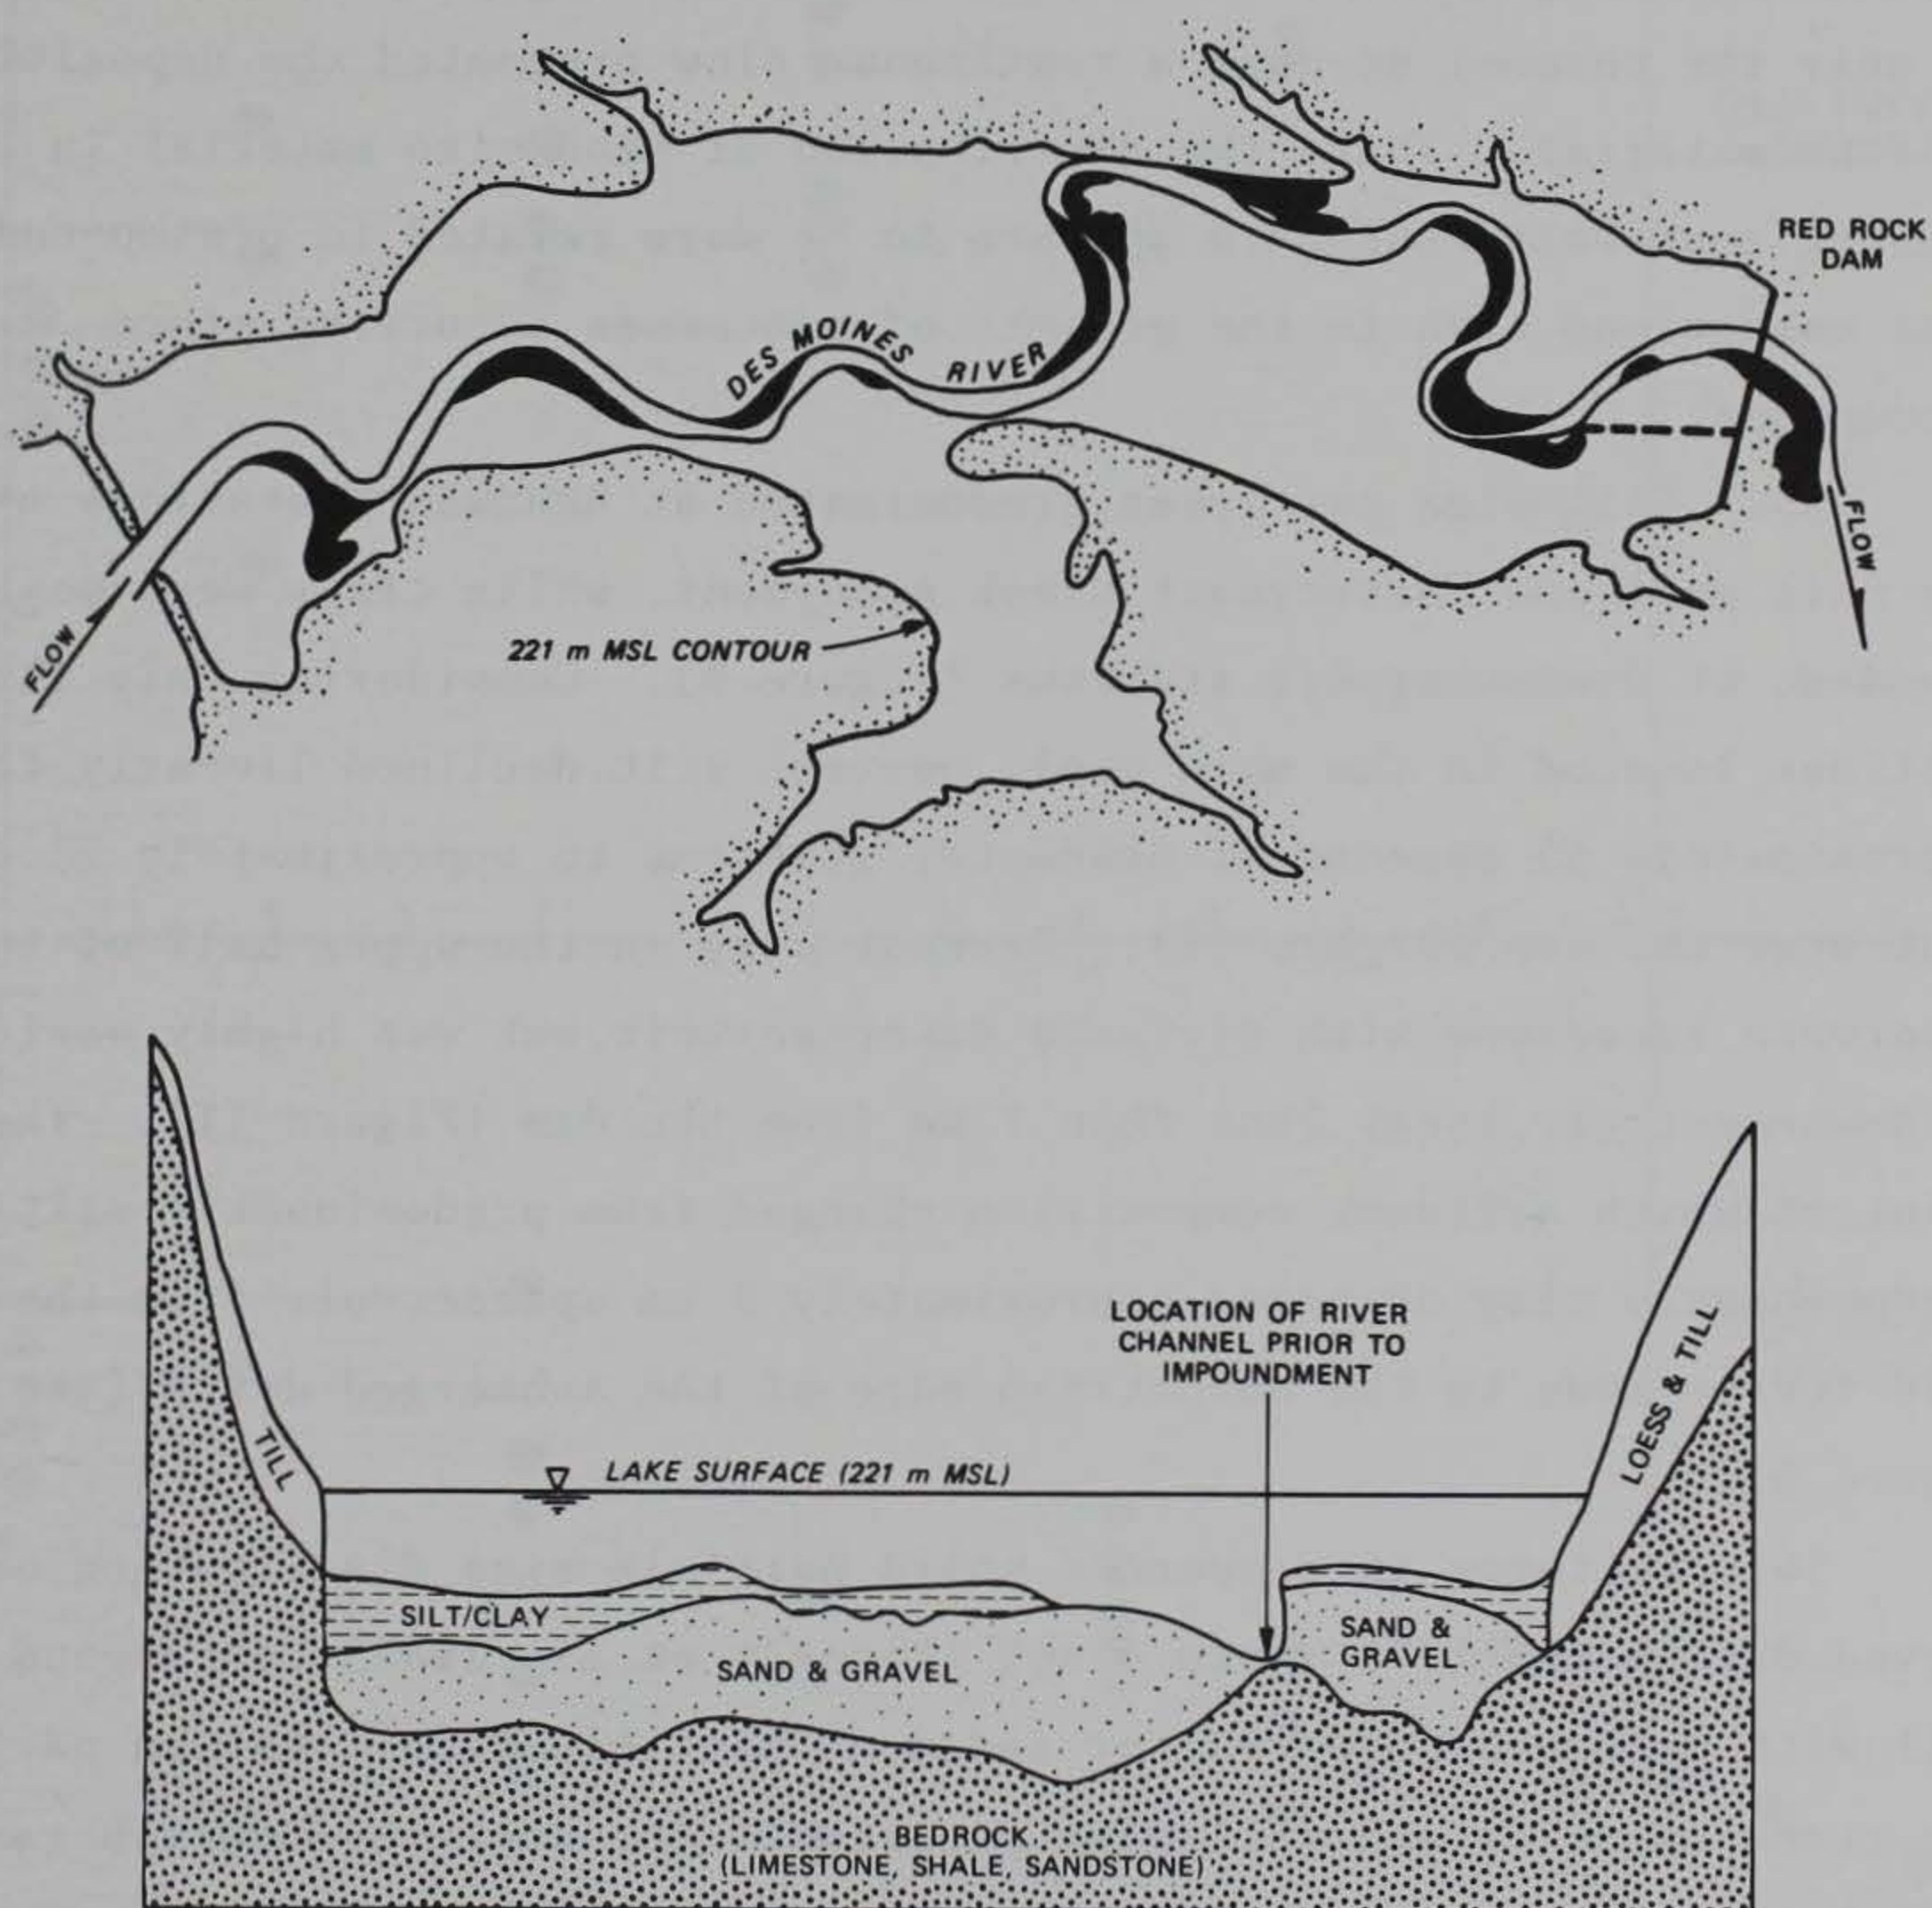 RED ROCK
DAM
DES MOINES RIVER
FLOW
FLOW
221 m MSL CONTOUR
LOCATION OF RIVER
CHANNEL PRIOR TO
IMPOUNDMENT
TILL
LAKE SURFACE (221 m MSL)
LOESS & TILL
SILT/CLAY
SAND & GRAVEL
SAND &
GRAVEL
BEDROCK
(LIMESTONE, SHALE, SANDSTONE)